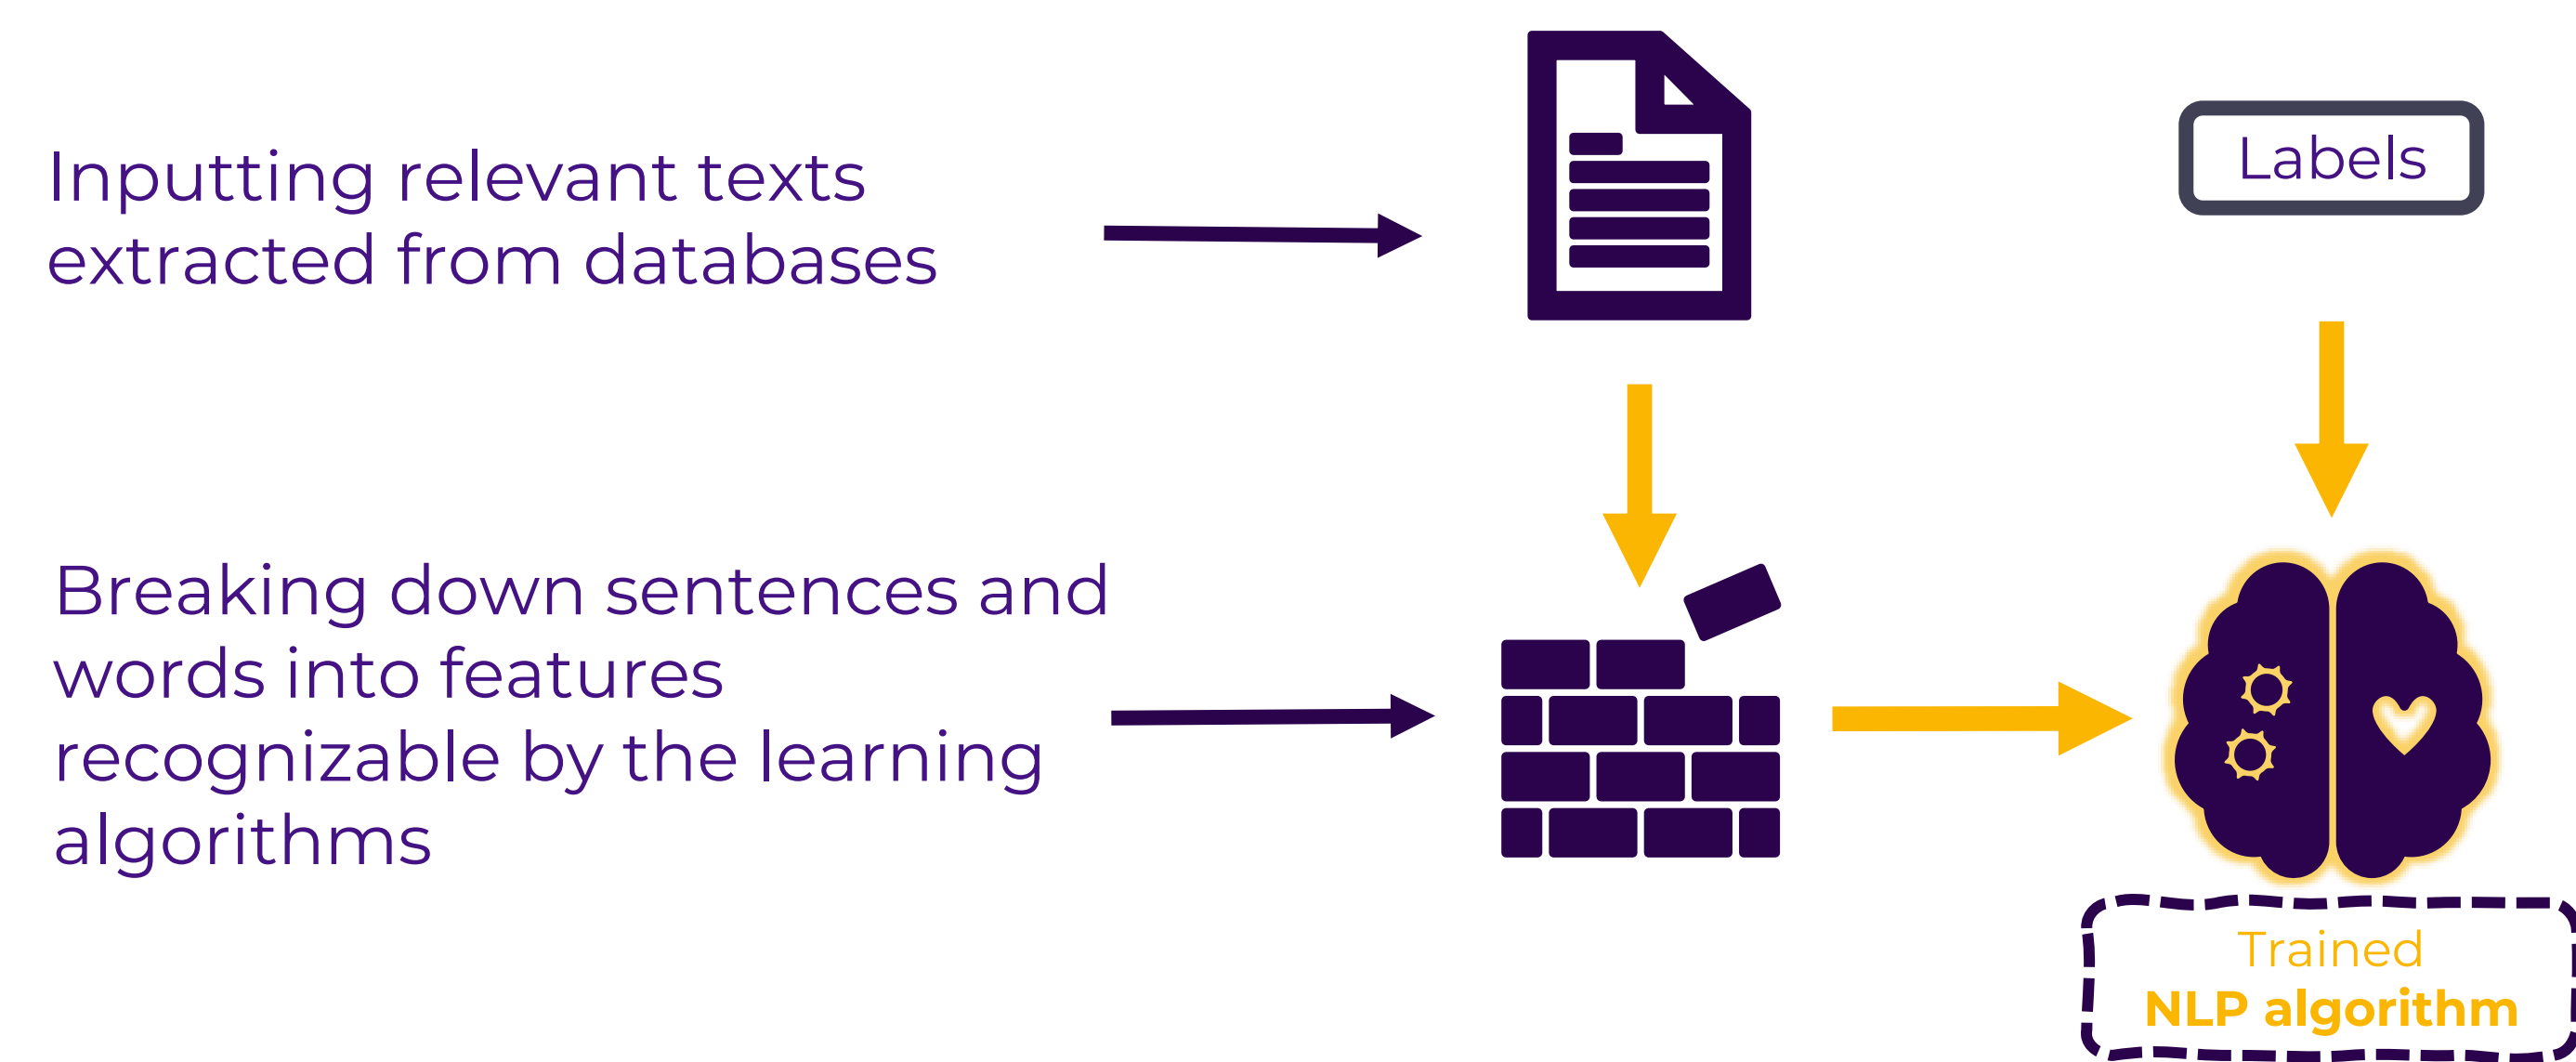 Inputting relevant texts
extracted from databases
Labels
Breaking down sentences and
words into features
recognizable by the learning
algorithms
Trained
NLP algorithm